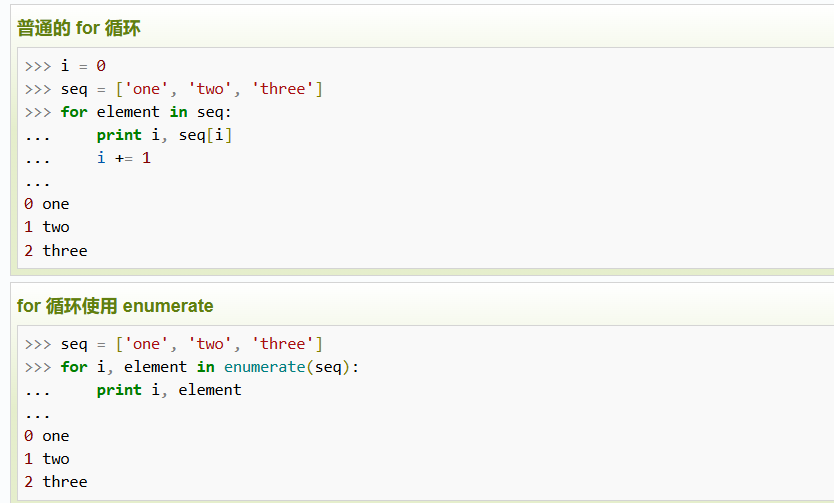 普通的 for 循环
>>> i = 0
>>> seq = ['one', 'two', 'three']
>>> for element in seq:
...     print i, seq[i]
...     i += 1
...
0 one
1 two
2 three
for 循环使用 enumerate
>>> seq = ['one', 'two', 'three']
>>> for i, element in enumerate(seq):
...     print i, element
...
0 one
1 two
2 three